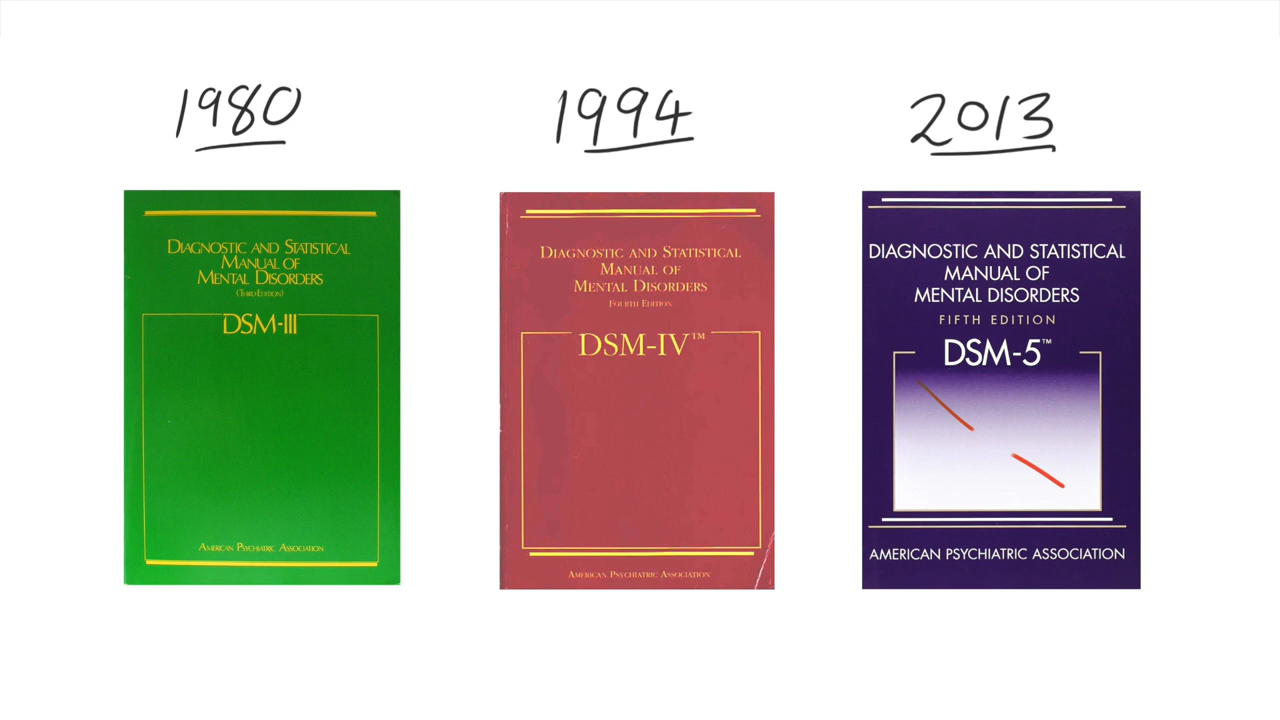 1980
1994
2013
DIAGNOSTIC AND STATISTICAL
MANUAL OF
MENTAL DISORDERS
(THIRD EDITION)
DSM-III
AMERICAN PSYCHIATRIC ASSOCIATION
DIAGNOSTIC AND STATISTICAL
MANUAL OF
MENTAL DISORDERS
FOURTH EDITION
DSM-IV™
AMERICAN PSYCHIATRIC ASSOCIATION
DIAGNOSTIC AND STATISTICAL
MANUAL OF
MENTAL DISORDERS
FIFTH EDITION
DSM-5™
AMERICAN PSYCHIATRIC ASSOCIATION